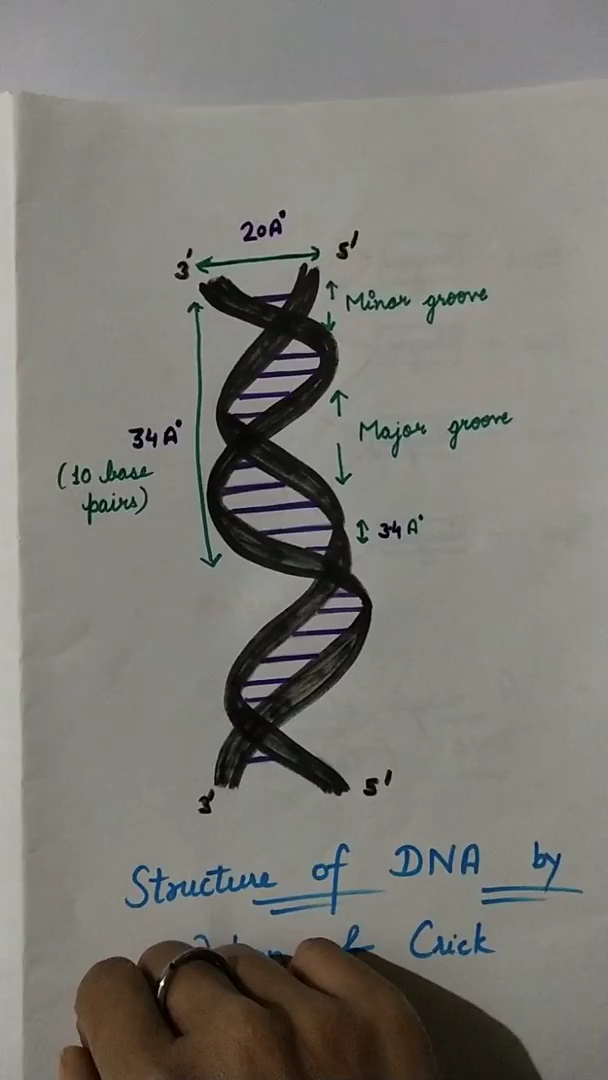 20A°
3' 5'
Minor groove
Major groove
34A°
(10 base
pairs)
34A°
3' 5'
Structure of DNA by
& Crick